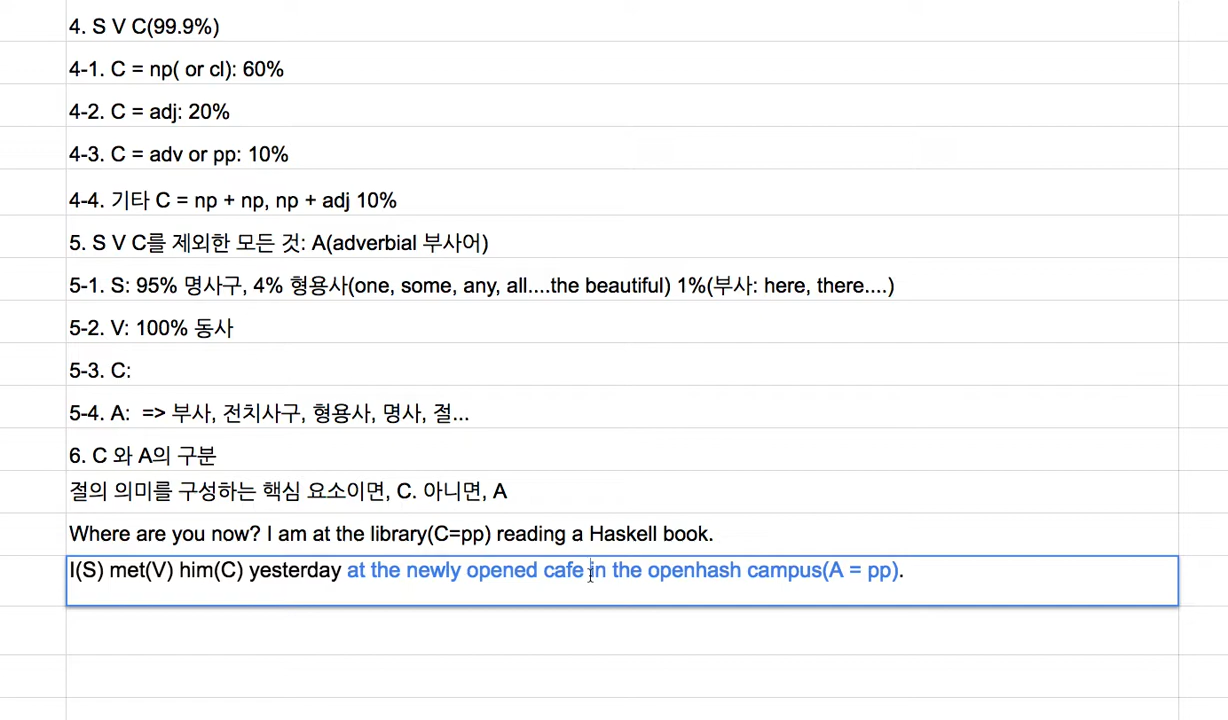 4. S V C(99.9%)
4-1. C = np( or cl): 60%
4-2. C = adj: 20%
4-3. C = adv or pp: 10%
4-4. 기타 C = np + np, np + adj 10%
5. S V C를 제외한 모든 것: A(adverbial 부사어)
5-1. S: 95% 명사구, 4% 형용사(one, some, any, all....the beautiful) 1%(부사: here, there....)
5-2. V: 100% 동사
5-3. C:
5-4. A:  => 부사, 전치사구, 형용사, 명사, 절...
6. C 와 A의 구분
절의 의미를 구성하는 핵심 요소이면, C. 아니면, A
Where are you now? I am at the library(C=pp) reading a Haskell book.
I(S) met(V) him(C) yesterday at the newly opened cafe in the openhash campus(A = pp).